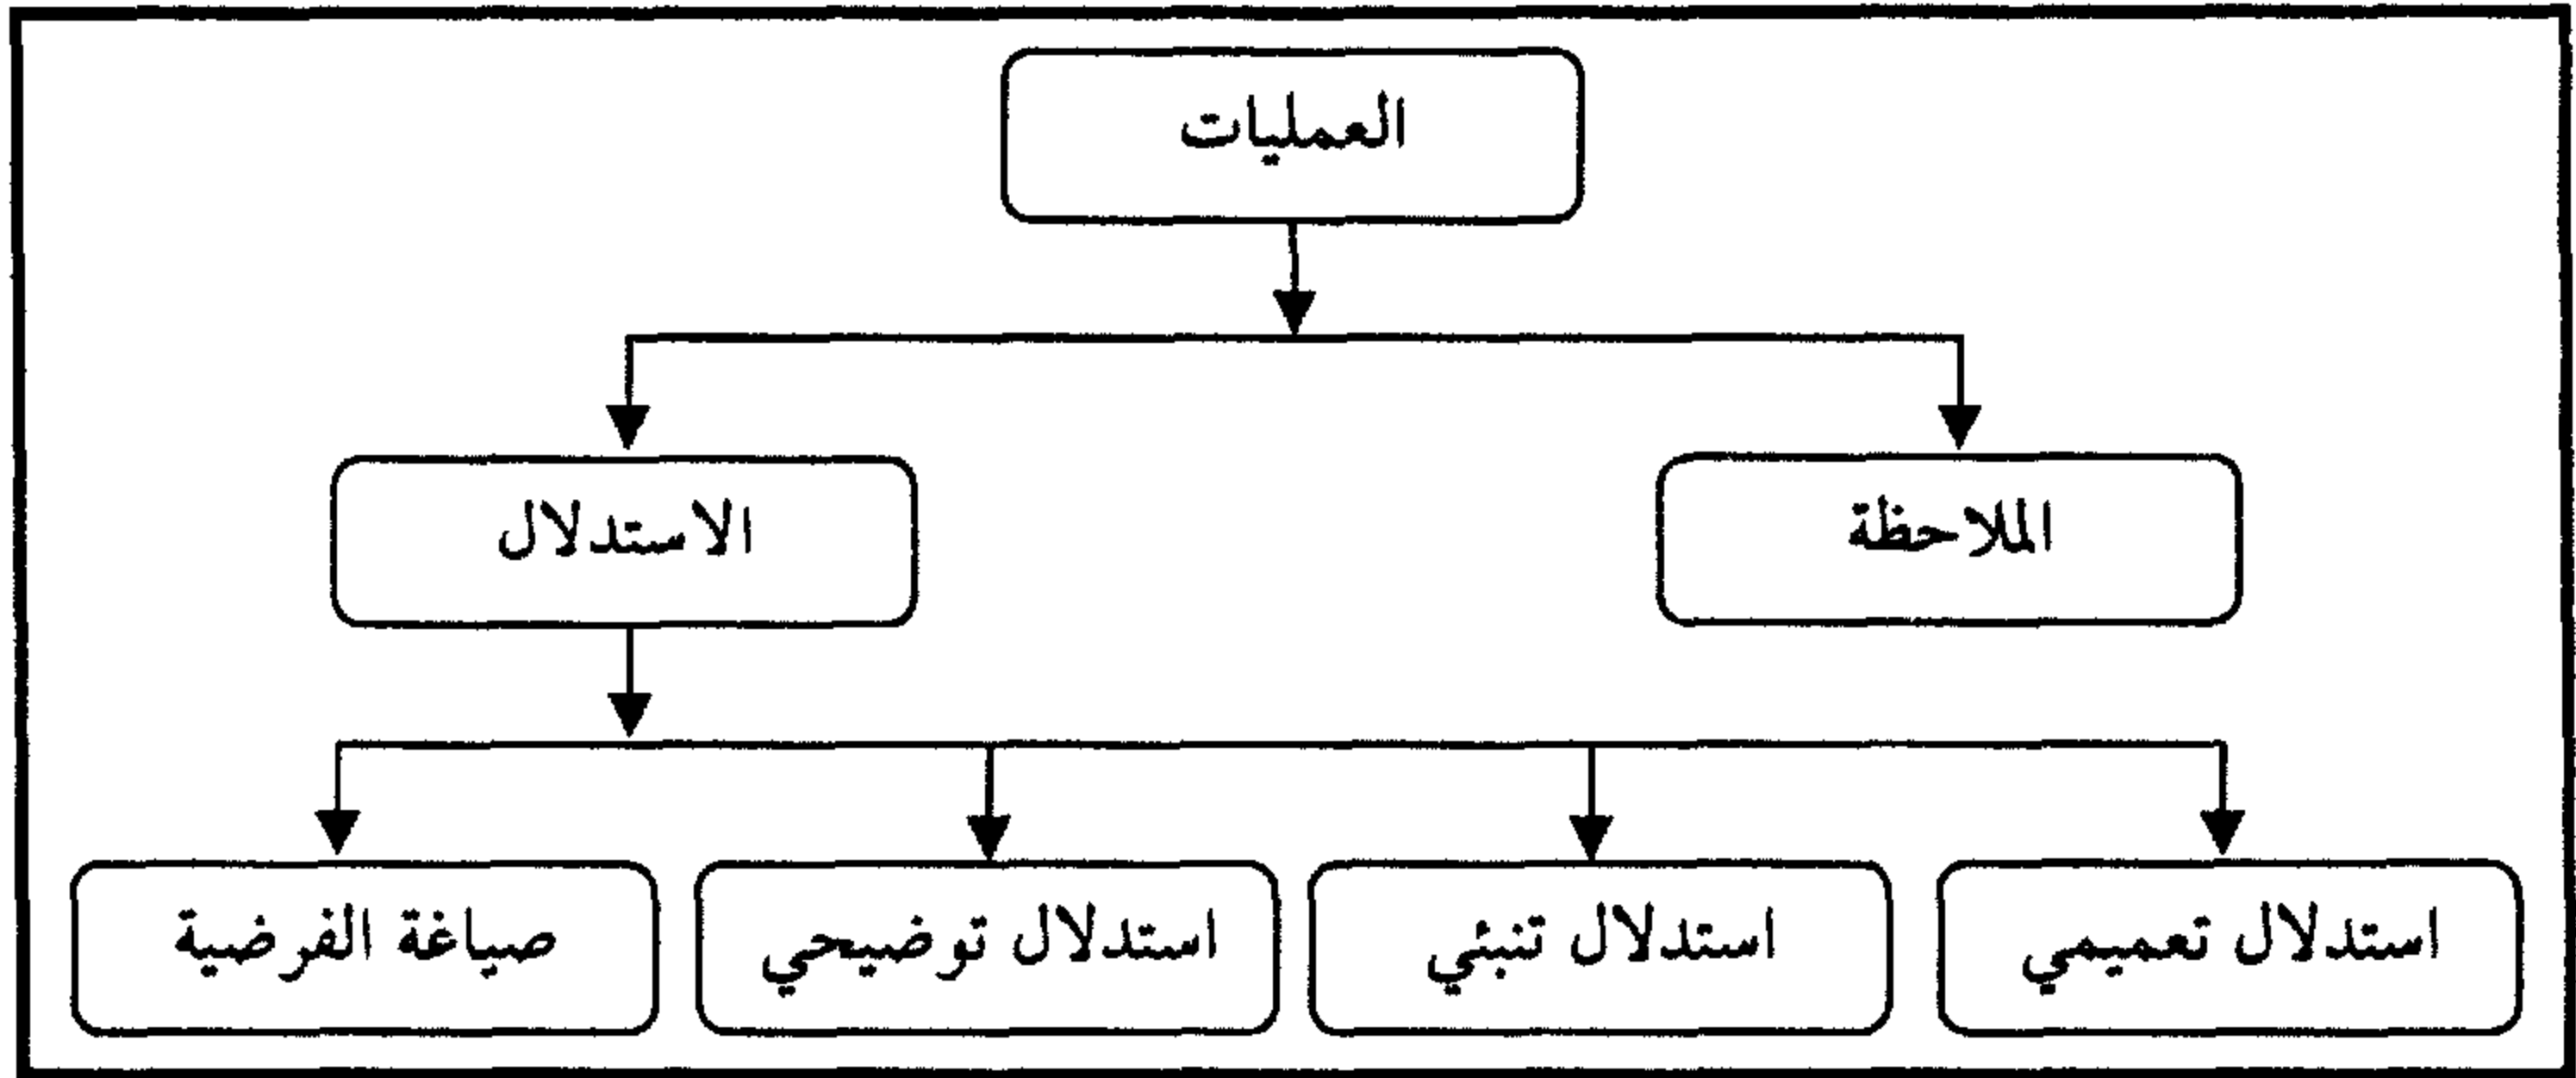 العمليات
الملاحظة
الاستدلال
استدلال تعميمي
استدلال تنبئي
استدلال توضيحي
صياغة الفرضية